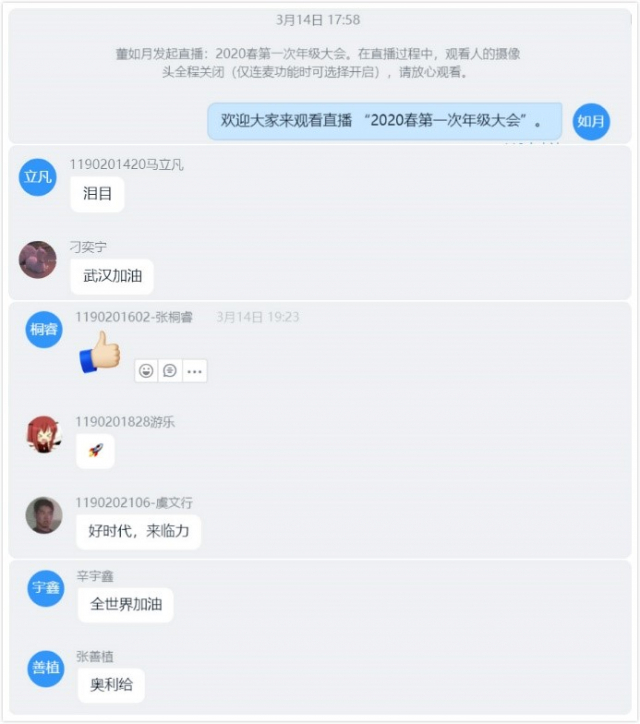 3月14日 17:58
董如月发起直播：2020春第一次年级大会。在直播过程中，观看人的摄像
头全程关闭（仅连麦功能时可选择开启），请放心观看。
欢迎大家来观看直播 “2020春第一次年级大会”。
如月
1190201420马立凡
立凡
泪目
刁奕宁
武汉加油
1190201602-张桐睿 3月14日 19:23
桐睿
1190201828游乐
1190202106-虞文行
好时代，来临力
辛宇鑫
宇鑫
全世界加油
张善植
善植
奥利给